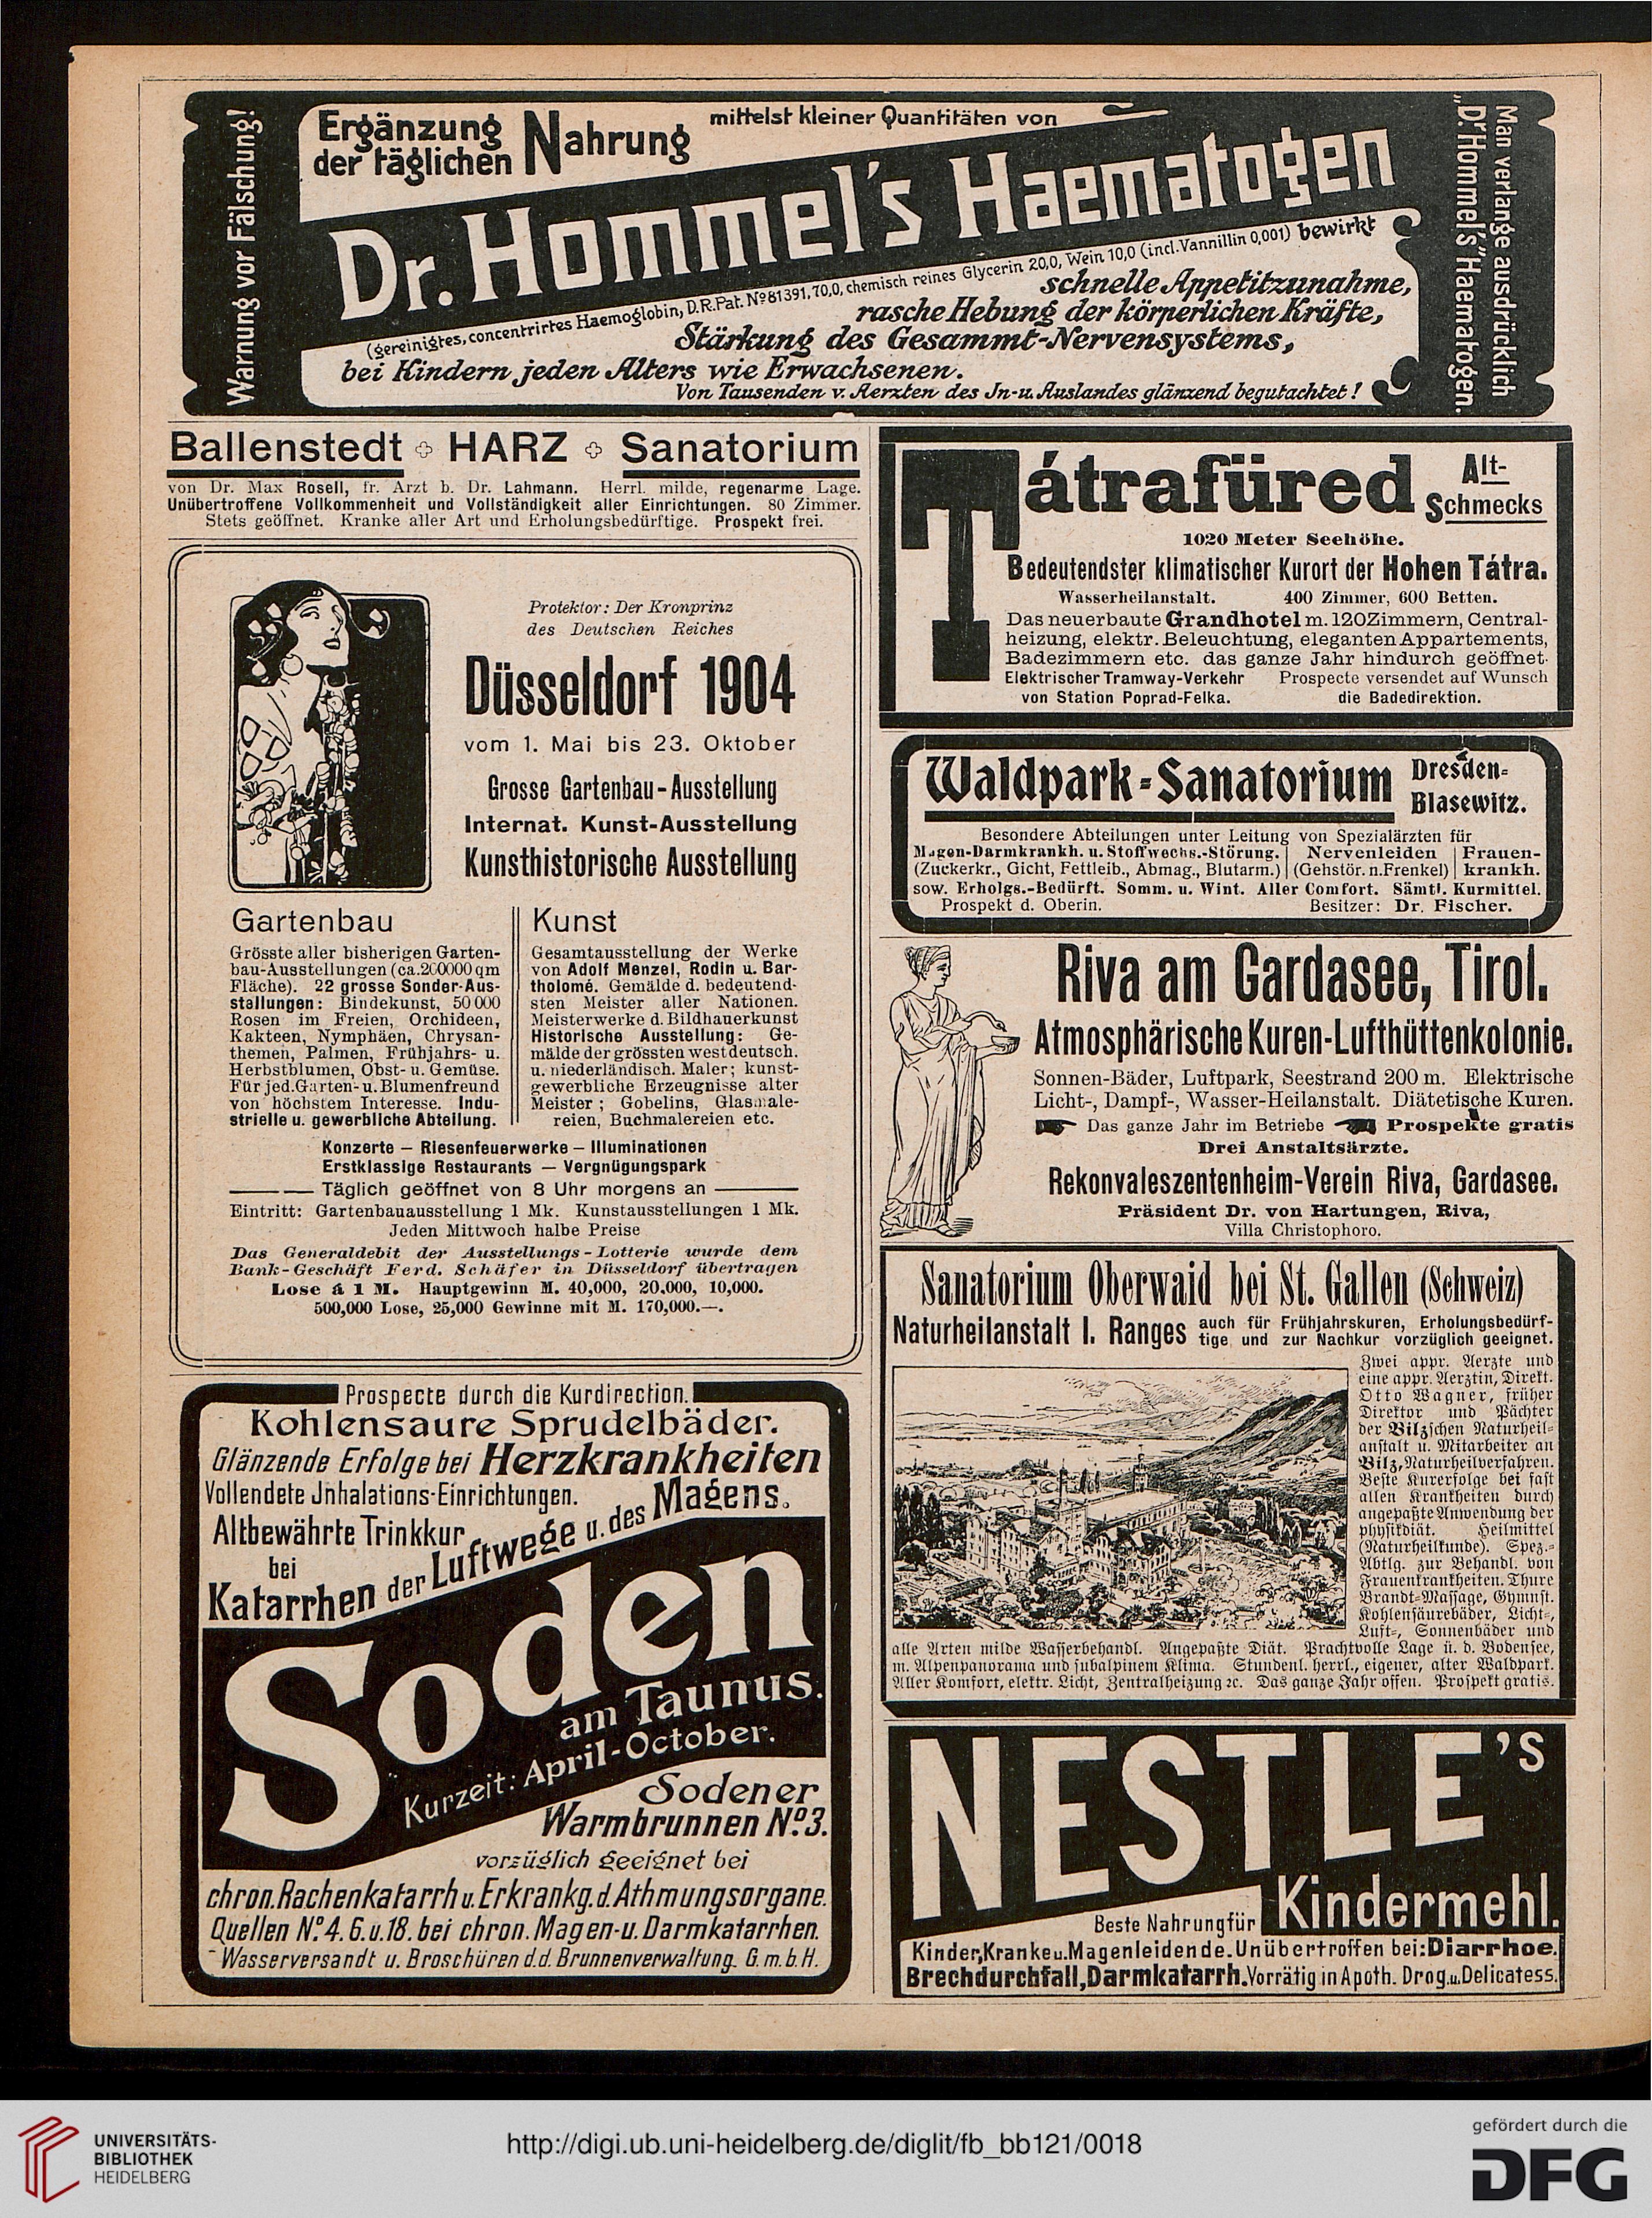 Warnung vor Fälschung!
Ergänzung
der täglichen Nahrung
mittelst kleiner Quantitäten von
Dr. Hommel's Haematogen
(gereinigtes, concentrirtes Haemoglobin, D.R.Pat. Nº 81391, 70,0, chemisch reines Glycerin 20,0, Wein 10,0 (incl. Vannillin 0,001) bewirkt
schnelle Appetitzunahme,
rasche Hebung der körperlichen Kräfte,
Stärkung des Gesammt-Nervensystems,
bei Kindern jeden Alters wie Erwachsenen.
Von Tausenden v. Aerzten des In- u. Auslandes glänzend begutachtet!
Man verlange ausdrücklich
„Dr. Hommel's" Haematogen.
Ballenstedt HARZ Sanatorium
von Dr. Max Rosell, fr. Arzt b. Dr. Lahmann. Herrl. milde, regenarme Lage.
Unübertroffene Vollkommenheit und Vollständigkeit aller Einrichtungen. 80 Zimmer.
Stets geöffnet. Kranke aller Art und Erholungsbedürftige. Prospekt frei.
Protektor: Der Kronprinz
des Deutschen Reiches
Düsseldorf 1904
vom 1. Mai bis 23. Oktober
Grosse Gartenbau-Ausstellung
Internat. Kunst-Ausstellung
Kunsthistorische Ausstellung
Gartenbau
Grösste aller bisherigen Garten-
bau-Ausstellungen (ca. 200000 qm
Fläche). 22 grosse Sonder-Aus-
stallungen: Bindekunst, 50 000
Rosen im Freien, Orchideen,
Kakteen, Nymphäen, Chrysan-
themen, Palmen, Frühjahrs- u.
Herbstblumen, Obst- u. Gemüse.
Für jed. Garten- u. Blumenfreund
von höchstem Interesse. Indu-
strielle u. gewerbliche Abteilung.
Kunst
Gesamtausstellung der Werke
von Adolf Menzel, Rodin u. Bar-
tholomé. Gemälde d. bedeutend-
sten Meister aller Nationen.
Meisterwerke d. Bildhauerkunst
Historische Ausstellung: Ge-
mälde der grössten westdeutsch.
u. niederländisch. Maler; kunst-
gewerbliche Erzeugnisse alter
Meister; Gobelins, Glasmale-
reien, Buchmalereien etc.
Konzerte — Riesenfeuerwerke — Illuminationen
Erstklassige Restaurants — Vergnügungspark
Täglich geöffnet von 8 Uhr morgens an
Eintritt: Gartenbauausstellung 1 Mk. Kunstausstellungen 1 Mk.
Jeden Mittwoch halbe Preise
Das Generaldebit der Ausstellungs-Lotterie wurde dem
Bank-Geschäft Ferd. Schäfer in Düsseldorf übertragen
Lose á 1 M. Hauptgewinn M. 40,000, 20.000, 10,000.
500,000 Lose, 25,000 Gewinne mit M. 170,000.—.
Prospecte durch die Kurdirection.
Kohlensaure Sprudelbäder.
Glänzende Erfolge bei Herzkrankheiten
Vollendete Jnhalations-Einrichtungen.
Altbewährte Trinkkur
bei
Katarrhen der Luftwege u. des Magens.
Soden
am Taunus.
Kurzeit: April-October.
Sodener
Warmbrunnen Nº 3.
vorzüglich geeignet bei
chron. Rachenkatarrh u. Erkrankg. d. Athmungsorgane.
Quellen Nº 4. 6. u. 18. bei chron. Magen- u. Darmkatarrhen.
Wasserversandt u. Broschüren d.d. Brunnenverwaltung. G.m.b.H.
Tátrafüred Alt-
Schmecks
1020 Meter Seehöhe.
Bedeutendster klimatischer Kurort der Hohen Tátra.
Wasserheilanstalt. 400 Zimmer, 600 Betten.
Das neuerbaute Grandhotel m. 120 Zimmern, Central-
heizung, elektr. Beleuchtung, eleganten Appartements,
Badezimmern etc. das ganze Jahr hindurch geöffnet.
Elektrischer Tramway-Verkehr Prospecte versendet auf Wunsch
von Station Poprad-Felka. die Badedirektion.
Waldpark-Sanatorium Dresden-
Blasewitz.
Besondere Abteilungen unter Leitung von Spezialärzten für
Magen-Darmkrankh. u. Stoffwechs.-Störung. | Nervenleiden | Frauen-
(Zuckerkr., Gicht, Fettleib., Abmag., Blutarm.) | (Gehstör. n. Frenkel) | krankh.
sow. Erholgs.-Bedürft. Somm. u. Wint. Aller Comfort. Sämtl. Kurmittel.
Prospekt d. Oberin. Besitzer: Dr. Fischer.
Riva am Gardasee, Tirol.
Atmosphärische Kuren-Lufthüttenkolonie.
Sonnen-Bäder, Luftpark, Seestrand 200 m. Elektrische
Licht-, Dampf-, Wasser-Heilanstalt. Diätetische Kuren.
Das ganze Jahr im Betriebe Prospekte gratis
Drei Anstaltsärzte.
Rekonvaleszentenheim-Verein Riva, Gardasee.
Präsident Dr. von Hartungen, Riva,
Villa Christophoro.
Sanatorium Oberwaid bei St. Gallen (Schweiz)
Naturheilanstalt I. Ranges auch für Frühjahrskuren, Erholungsbedürf-
tige und zur Nachkur vorzüglich geeignet.
Zwei appr. Aerzte und
eine appr. Aerztin, Direkt.
Otto Wagner, früher
Direktor und Pächter
der Bilzschen Naturheil-
anstalt u. Mitarbeiter an
Bilz, Naturheilverfahren.
Beste Kurerfolge bei fast
allen Krankheiten durch
angepaßte Anwendung der
physikdiät. Heilmittel
(Naturheilkunde). Spez.-
Abtlg. zur Behandl. von
Frauenkrankheiten. Thure
Brandt-Massage, Gymnst.
Kohlensäurebäder, Licht-,
Luft-, Sonnenbäder und
alle Arten milde Wasserbehandl. Angepaßte Diät. Prachtvolle Lage ü. d. Bodensee,
m. Alpenpanorama und subalpinem Klima. Stundenl. herrl., eigener, alter Waldpark.
Aller Komfort, elektr. Licht, Zentralheizung ꝛc. Das ganze Jahr offen. Prospekt gratis.
NESTLE's
Kindermehl.
Beste Nahrung für
Kinder, Kranke u. Magenleidende. Unübertroffen bei: Diarrhoe.
Brechdurchfall, Darmkatarrh. Vorrätig in Apoth. Drog. u. Delicatess.
UNIVERSITÄTS-
BIBLIOTHEK
HEIDELBERG
http://digi.ub.uni-heidelberg.de/diglit/fb_bb121/0018
gefördert durch die
DFG